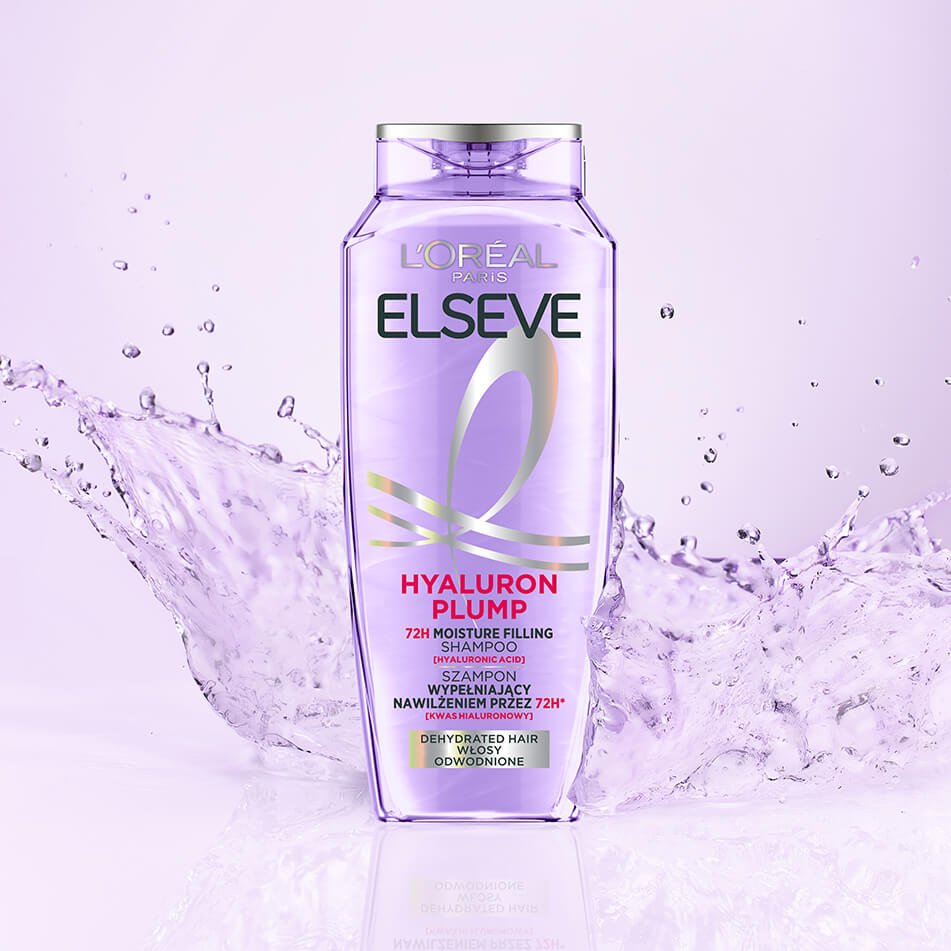 L'ORÉAL
PARIS
ELSEVE
HYALURON
PLUMP
72H MOISTURE FILLING
SHAMPOO
[HYALURONIC ACID]
SZAMPON
WYPEŁNIAJĄCY
NAWILŻENIEM PRZEZ 72H*
[KWAS HIALURONOWY]
DEHYDRATED HAIR
WŁOSY
ODWODNIONE